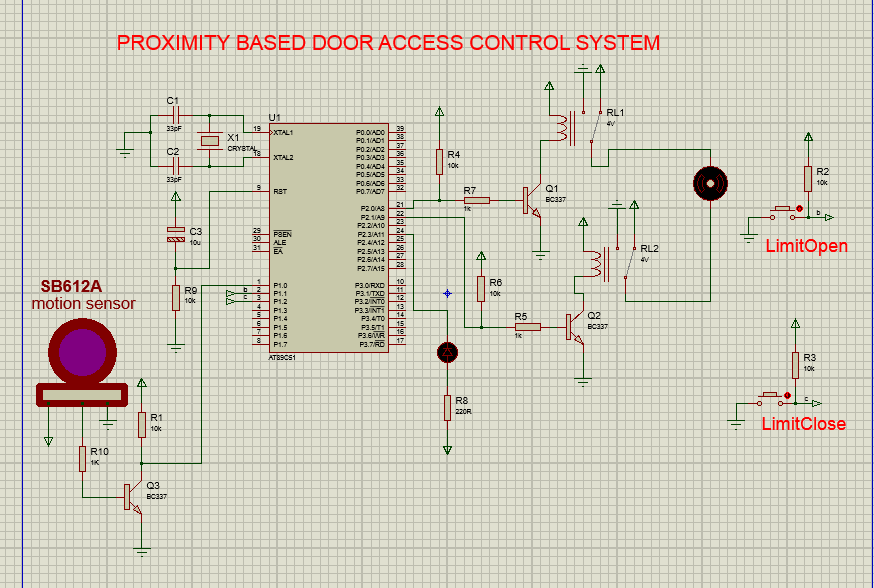 PROXIMITY BASED DOOR ACCESS CONTROL SYSTEM
C1
33pF
C2
33pF
X1
CRYSTAL
U1
19 XTAL1
18 XTAL2
9 RST
29 PSEN
30 ALE
31 EA
1 P1.0
2 P1.1
3 P1.2
4 P1.3
5 P1.4
6 P1.5
7 P1.6
8 P1.7
P0.0/AD0 39
P0.1/AD1 38
P0.2/AD2 37
P0.3/AD3 36
P0.4/AD4 35
P0.5/AD5 34
P0.6/AD6 33
P0.7/AD7 32
P2.0/A8 21
P2.1/A9 22
P2.2/A10 23
P2.3/A11 24
P2.4/A12 25
P2.5/A13 26
P2.6/A14 27
P2.7/A15 28
P3.0/RXD 10
P3.1/TXD 11
P3.2/INT0 12
P3.3/INT1 13
P3.4/T0 14
P3.5/T1 15
P3.6/WR 16
P3.7/RD 17
AT89C51
b
c
C3
10u
R9
10k
SB612A
motion sensor
R1
10k
R10
1K
Q3
BC337
R4
10k
R7
1k
Q1
BC337
RL1
4V
R6
10k
R5
1k
Q2
BC337
RL2
4V
R8
220R
R2
10k
b
LimitOpen
R3
10k
c
LimitClose